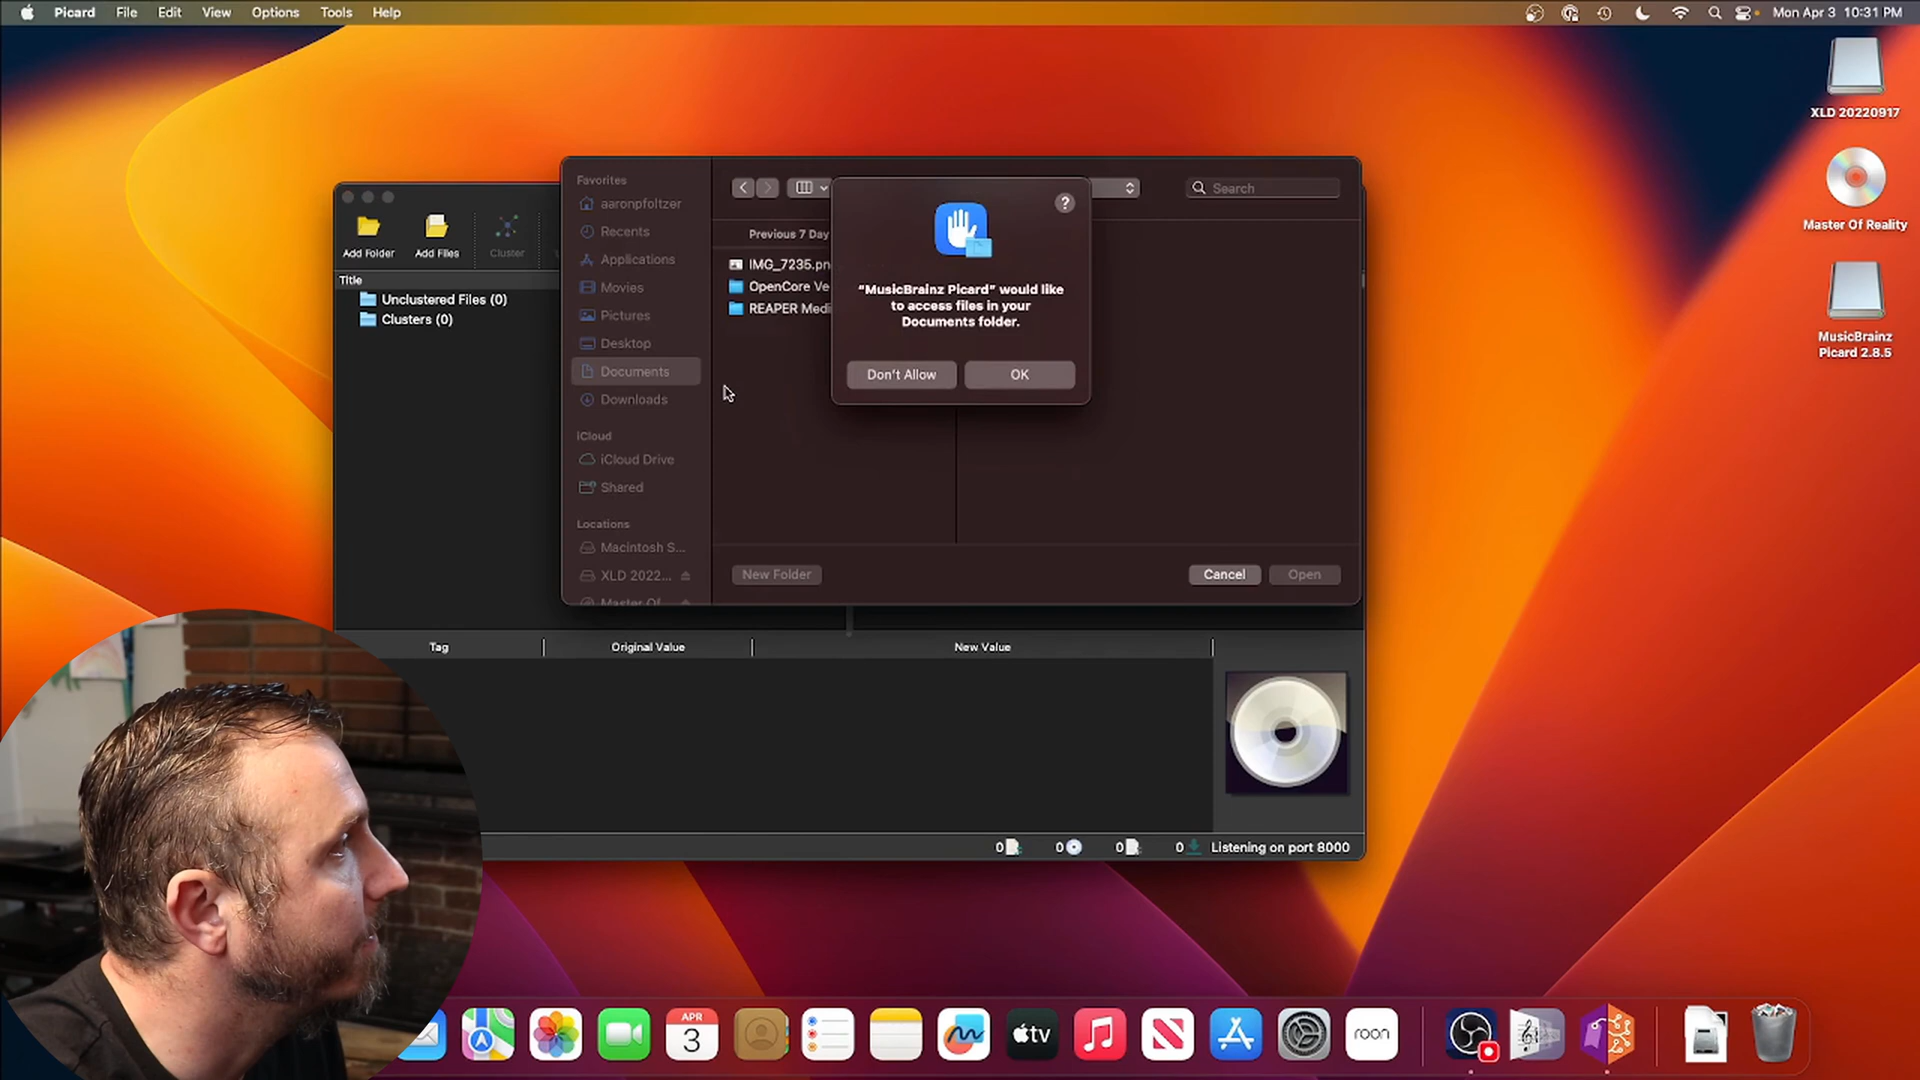 Picard File Edit View Options Tools Help
Mon Apr 3 10:31 PM
XLD 20220917
Master Of Reality
MusicBrainz
Picard 2.8.5
Add Folder
Add Files
Cluster
Title
Unclustered Files (0)
Clusters (0)
Favorites
aaronpfoltzer
Recents
Applications
Movies
Pictures
Desktop
Documents
Downloads
iCloud
iCloud Drive
Shared
Locations
Macintosh S...
XLD 2022...
Master Of
Search
Previous 7 Day
IMG_7235.pn
OpenCore Ve
REAPER Medi
?
“MusicBrainz Picard” would like
to access files in your
Documents folder.
Don't Allow
OK
New Folder
Cancel
Open
Tag
Original Value
New Value
0
0
0
0
Listening on port 8000
APR
3
tv
roon